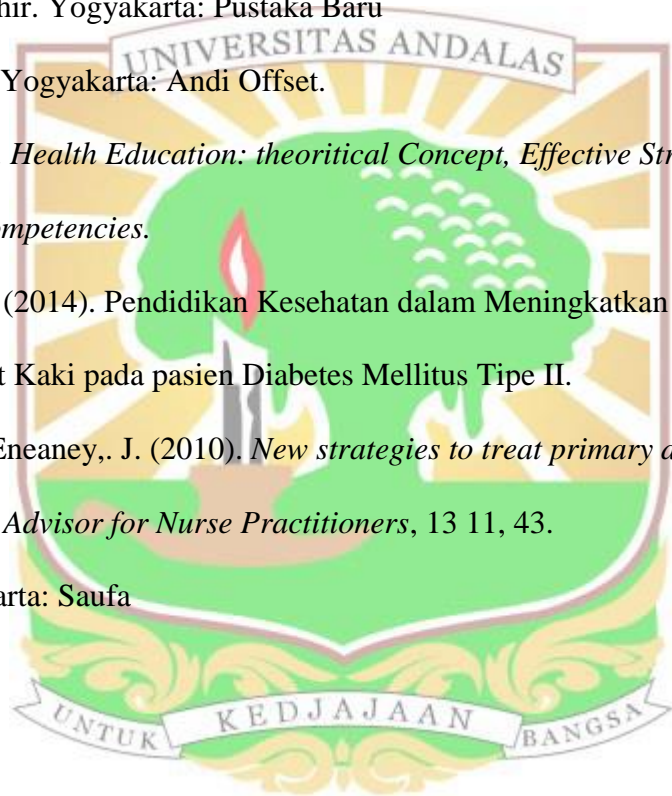 hir. Yogyakarta: Pustaka Baru
UNIVERSITAS ANDALAS
Yogyakarta: Andi Offset.
Health Education: theoritical Concept, Effective Str
ompetencies.
(2014). Pendidikan Kesehatan dalam Meningkatkan
t Kaki pada pasien Diabetes Mellitus Tipe II.
Eneaney,. J. (2010). New strategies to treat primary d
Advisor for Nurse Practitioners, 13 11, 43.
arta: Saufa
UNTUK KEDJAJAAN BANGSA